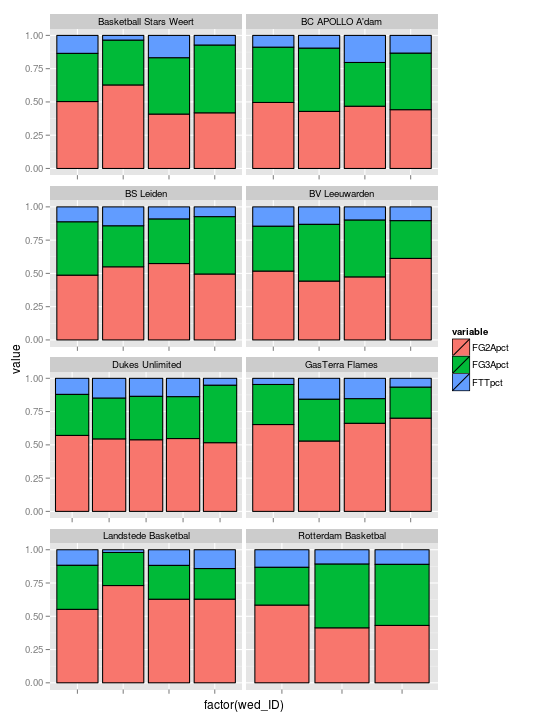 Basketball Stars Weert
BC APOLLO A'dam
1.00
0.75
0.50
0.25
0.00
BS Leiden
BV Leeuwarden
1.00
0.75
0.50
0.25
0.00
Dukes Unlimited
GasTerra Flames
1.00
0.75
0.50
0.25
0.00
Landstede Basketbal
Rotterdam Basketbal
1.00
0.75
0.50
0.25
0.00
value
factor(wed_ID)
variable
FG2Apct
FG3Apct
FTTpct